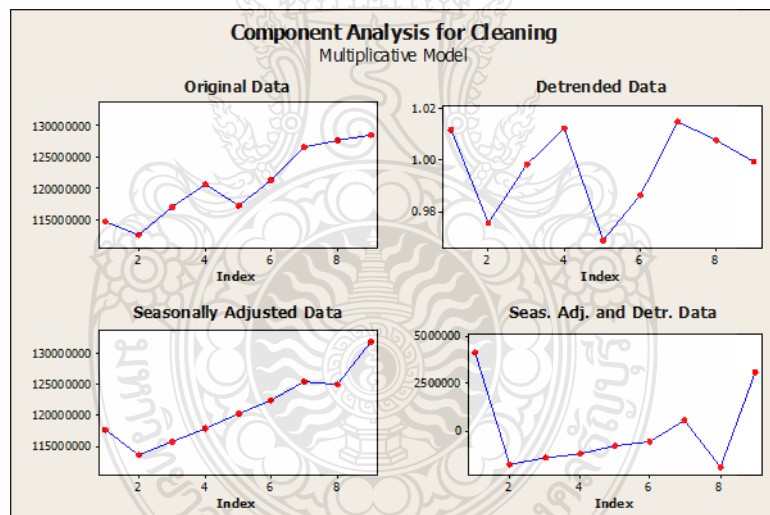 Component Analysis for Cleaning
Multiplicative Model
Original Data
130000000
125000000
120000000
115000000
2 4 6 8
Index
Detrended Data
1.02
1.00
0.98
2 4 6 8
Index
Seasonally Adjusted Data
130000000
125000000
120000000
115000000
2 4 6 8
Index
Seas. Adj. and Detr. Data
5000000
2500000
0
2 4 6 8
Index